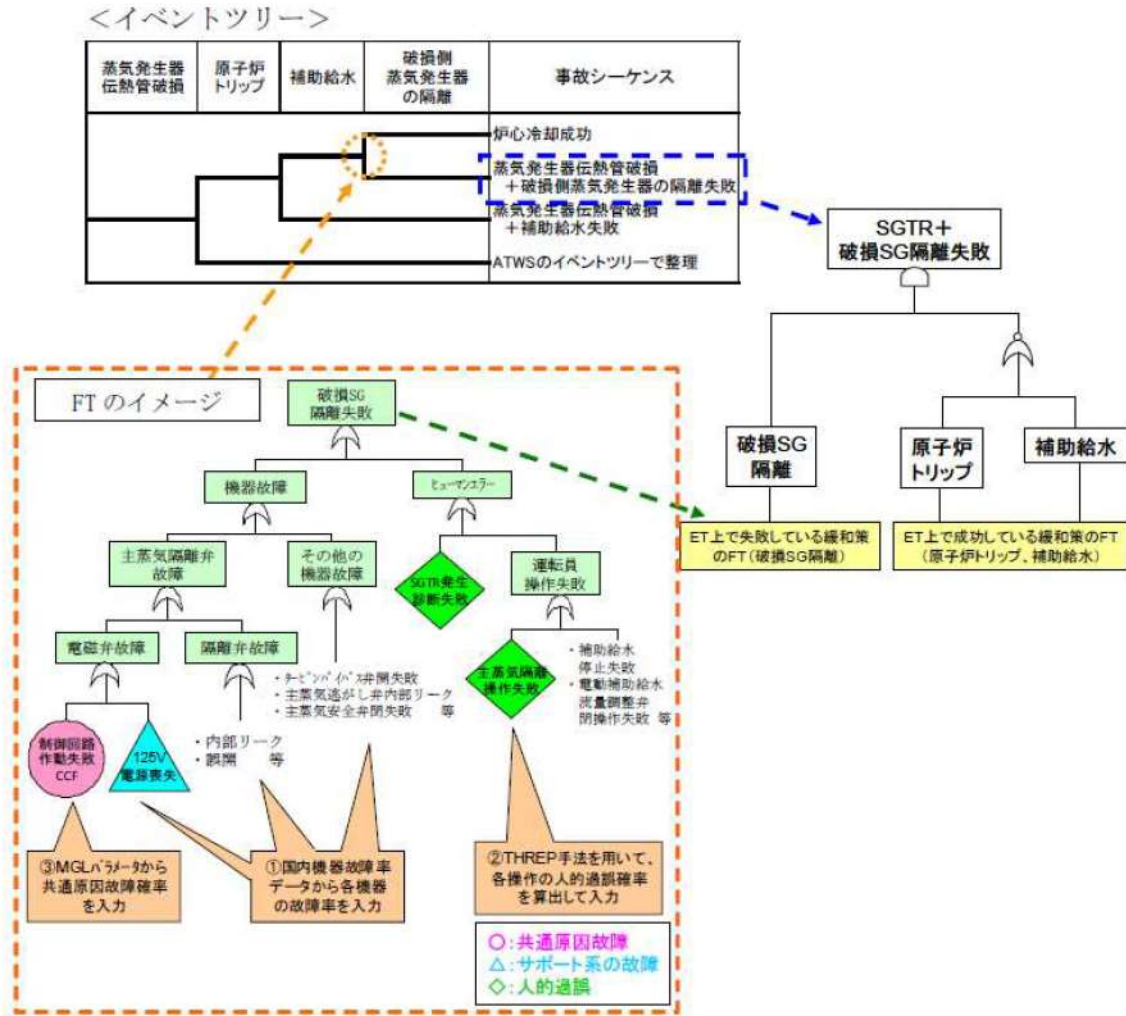 ＜イベントツリー＞
蒸気発生器
伝熱管破損
原子炉
トリップ
補助給水
破損側
蒸気発生器
の隔離
事故シーケンス
炉心冷却成功
蒸気発生器伝熱管破損
＋破損側蒸気発生器の隔離失敗
蒸気発生器伝熱管破損
＋補助給水失敗
ATWSのイベントツリーで整理
SGTR＋
破損SG隔離失敗
破損SG
隔離
原子炉
トリップ
補助給水
ET上で失敗している緩和策
のFT(破損SG隔離)
ET上で成功している緩和策のFT
(原子炉トリップ、補助給水)
FTのイメージ
破損SG
隔離失敗
機器故障
ﾋｭｰﾏﾝｴﾗｰ
主蒸気隔離弁
故障
その他の
機器故障
SGTR発生
診断失敗
運転員
操作失敗
電磁弁故障
隔離弁故障
・ﾀｰﾋﾞﾝﾊﾞｲﾊﾟｽ弁開失敗
・主蒸気逃がし弁内部リーク
・主蒸気安全弁閉失敗 等
主蒸気隔離
操作失敗
・補助給水
停止失敗
・電動補助給水
流量調整弁
閉操作失敗 等
制御回路
作動失敗
CCF
125V
電源喪失
・内部リーク
・誤開 等
③MGLﾊﾟﾗﾒｰﾀから
共通原因故障確率
を入力
①国内機器故障率
データから各機器
の故障率を入力
②THREP手法を用いて、
各操作の人的過誤確率
を算出して入力
○：共通原因故障
△：サポート系の故障
◇：人的過誤